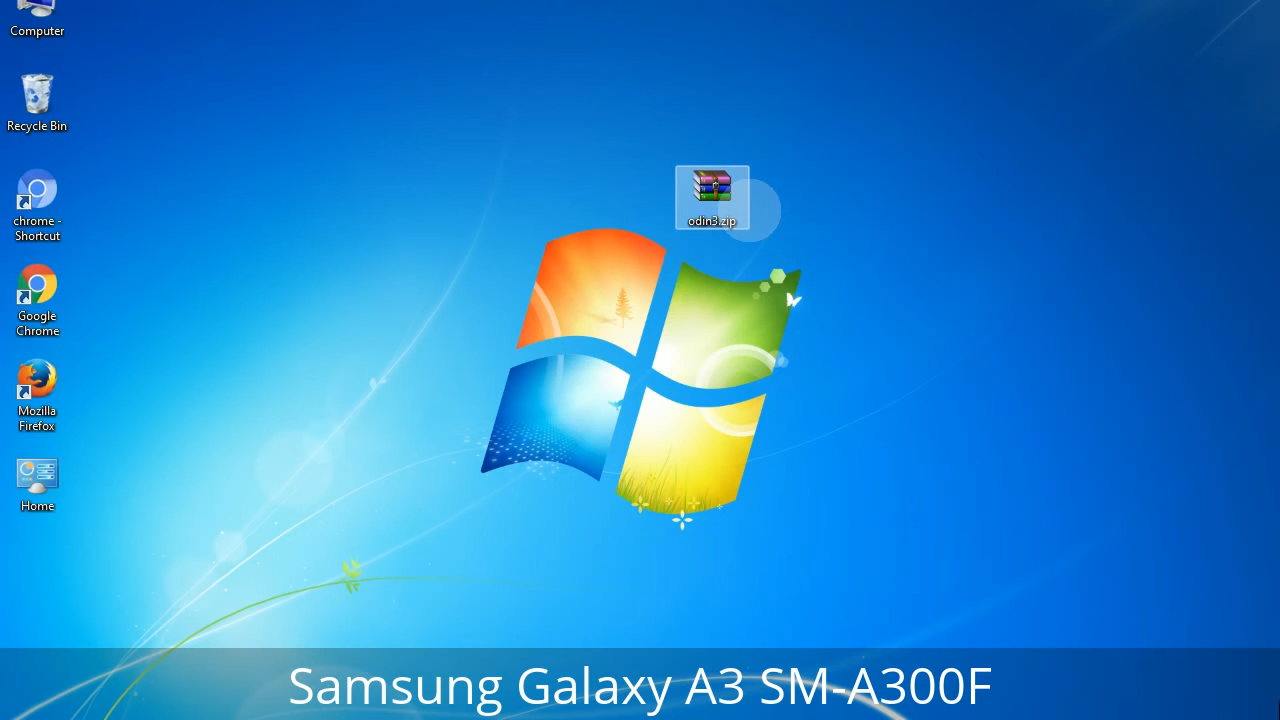 Computer
Recycle Bin
chrome -
Shortcut
Google
Chrome
Mozilla
Firefox
Home
odin3.zip
Samsung Galaxy A3 SM-A300F